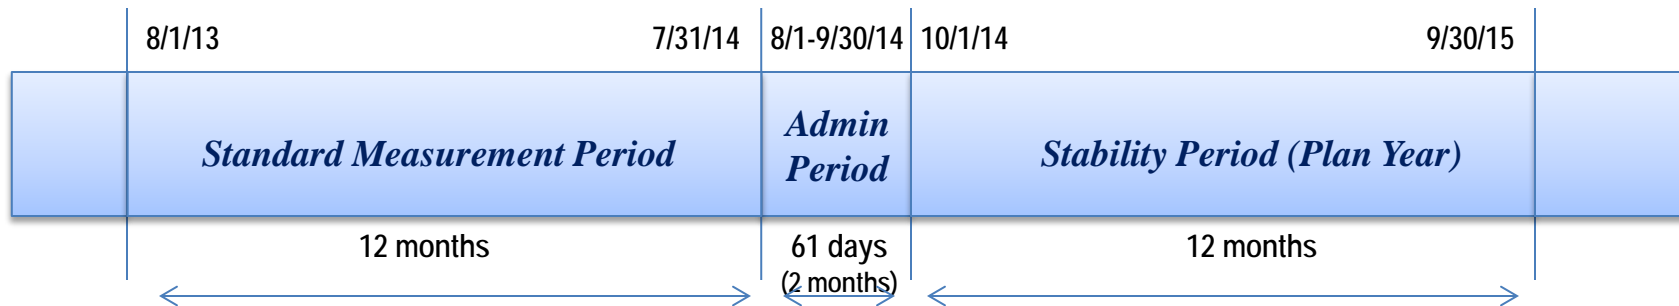 8/1/13
7/31/14
8/1-9/30/14
10/1/14
9/30/15
Standard Measurement Period
Admin
Period
Stability Period (Plan Year)
12 months
61 days
(2 months)
12 months